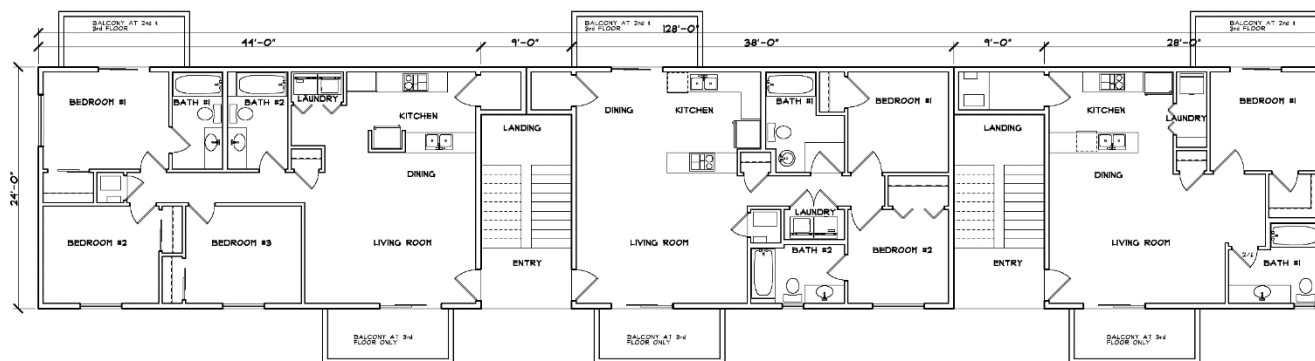 BALCONY AT 2nd &
3rd FLOOR
BALCONY AT 2nd &
3rd FLOOR
BALCONY AT 2nd &
3rd FLOOR
128'-0"
44'-0"
9'-0"
38'-0"
9'-0"
28'-0"
24'-0"
BEDROOM #1
BATH #1
BATH #2
LAUNDRY
KITCHEN
DINING
LIVING ROOM
BEDROOM #2
BEDROOM #3
LANDING
ENTRY
DINING
KITCHEN
BATH #1
BEDROOM #1
LAUNDRY
LIVING ROOM
BATH #2
BEDROOM #2
LANDING
ENTRY
KITCHEN
LAUNDRY
BEDROOM #1
DINING
LIVING ROOM
2/6
BATH #1
BALCONY AT 3rd
FLOOR ONLY
BALCONY AT 3rd
FLOOR ONLY
BALCONY AT 3rd
FLOOR ONLY